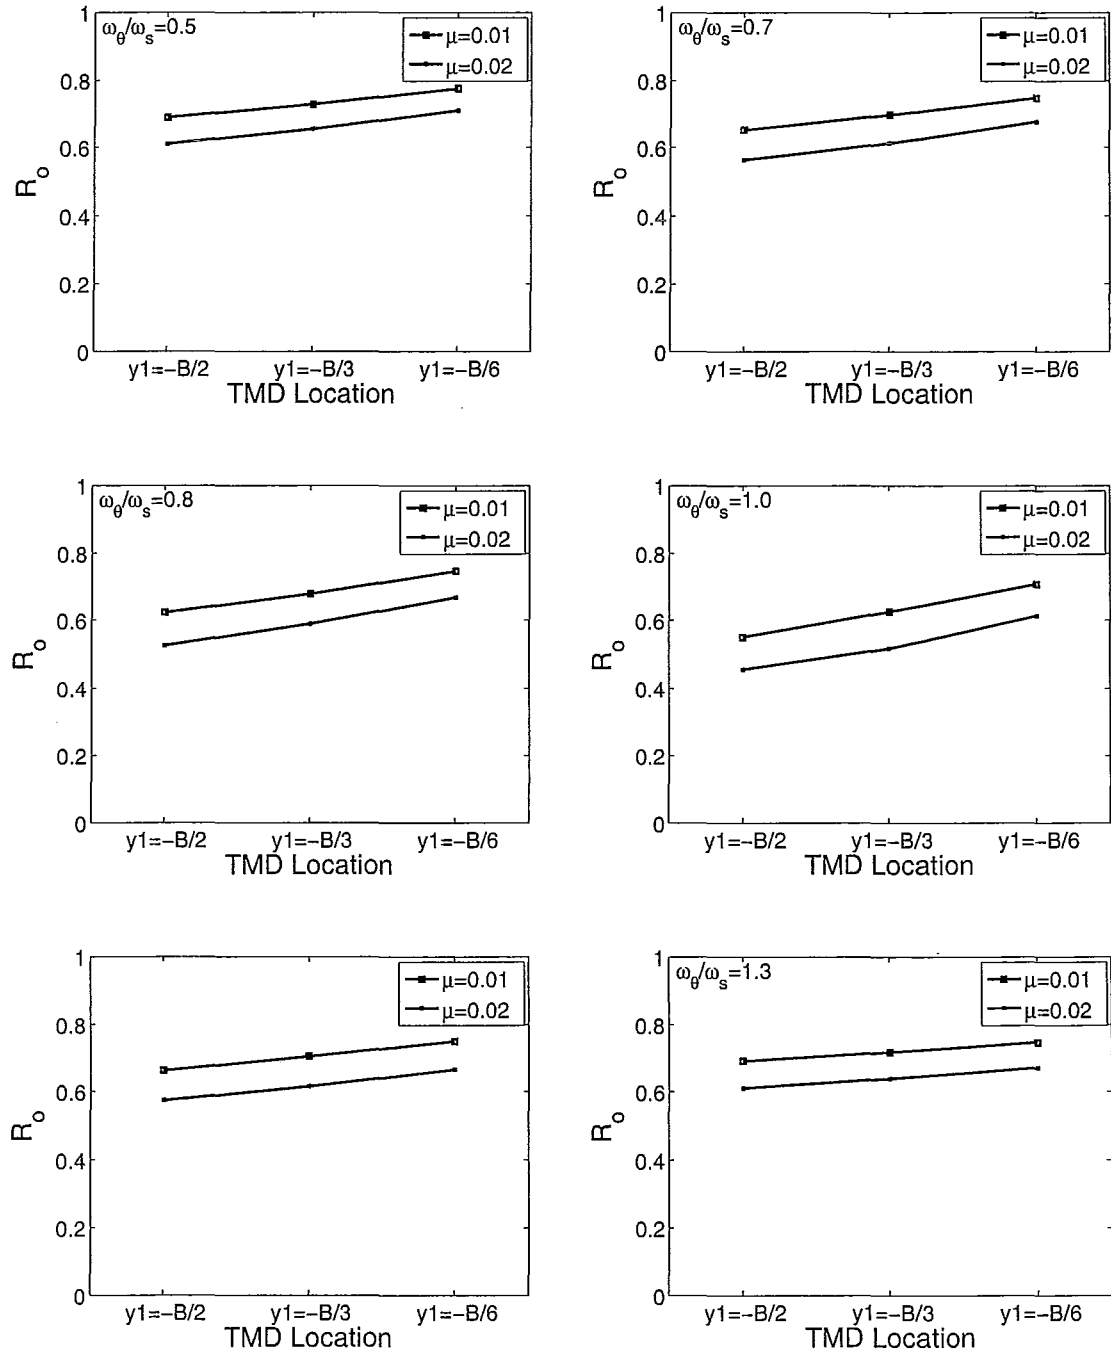 ω_θ/ω_s=0.5
μ=0.01
μ=0.02
1
0.8
0.6
0.4
0.2
0
R_o
y1=−B/2 y1=−B/3 y1=−B/6
TMD Location
ω_θ/ω_s=0.7
μ=0.01
μ=0.02
1
0.8
0.6
0.4
0.2
0
R_o
y1=−B/2 y1=−B/3 y1=−B/6
TMD Location
ω_θ/ω_s=0.8
μ=0.01
μ=0.02
1
0.8
0.6
0.4
0.2
0
R_o
y1=−B/2 y1=−B/3 y1=−B/6
TMD Location
ω_θ/ω_s=1.0
μ=0.01
μ=0.02
1
0.8
0.6
0.4
0.2
0
R_o
y1=−B/2 y1=−B/3 y1=−B/6
TMD Location
μ=0.01
μ=0.02
1
0.8
0.6
0.4
0.2
0
R_o
y1=−B/2 y1=−B/3 y1=−B/6
TMD Location
ω_θ/ω_s=1.3
μ=0.01
μ=0.02
1
0.8
0.6
0.4
0.2
0
R_o
y1=−B/2 y1=−B/3 y1=−B/6
TMD Location